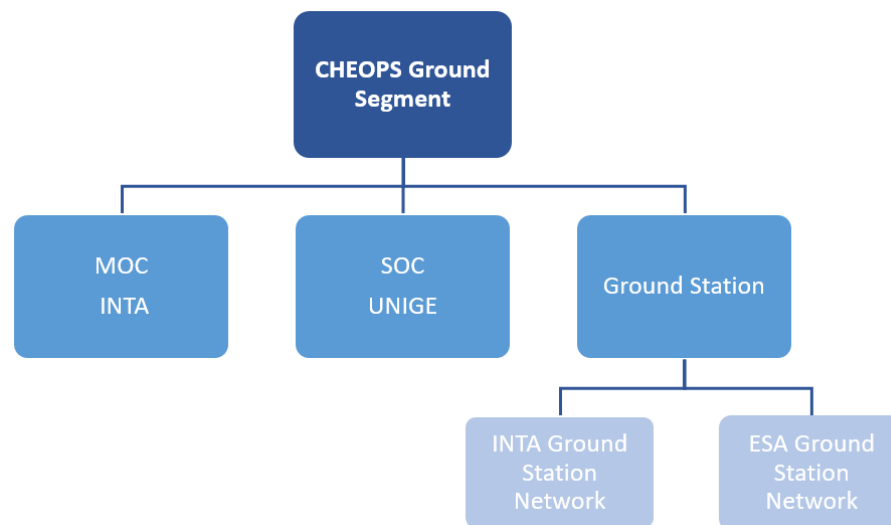 CHEOPS Ground
Segment
MOC
INTA
SOC
UNIGE
Ground Station
INTA Ground
Station
Network
ESA Ground
Station
Network